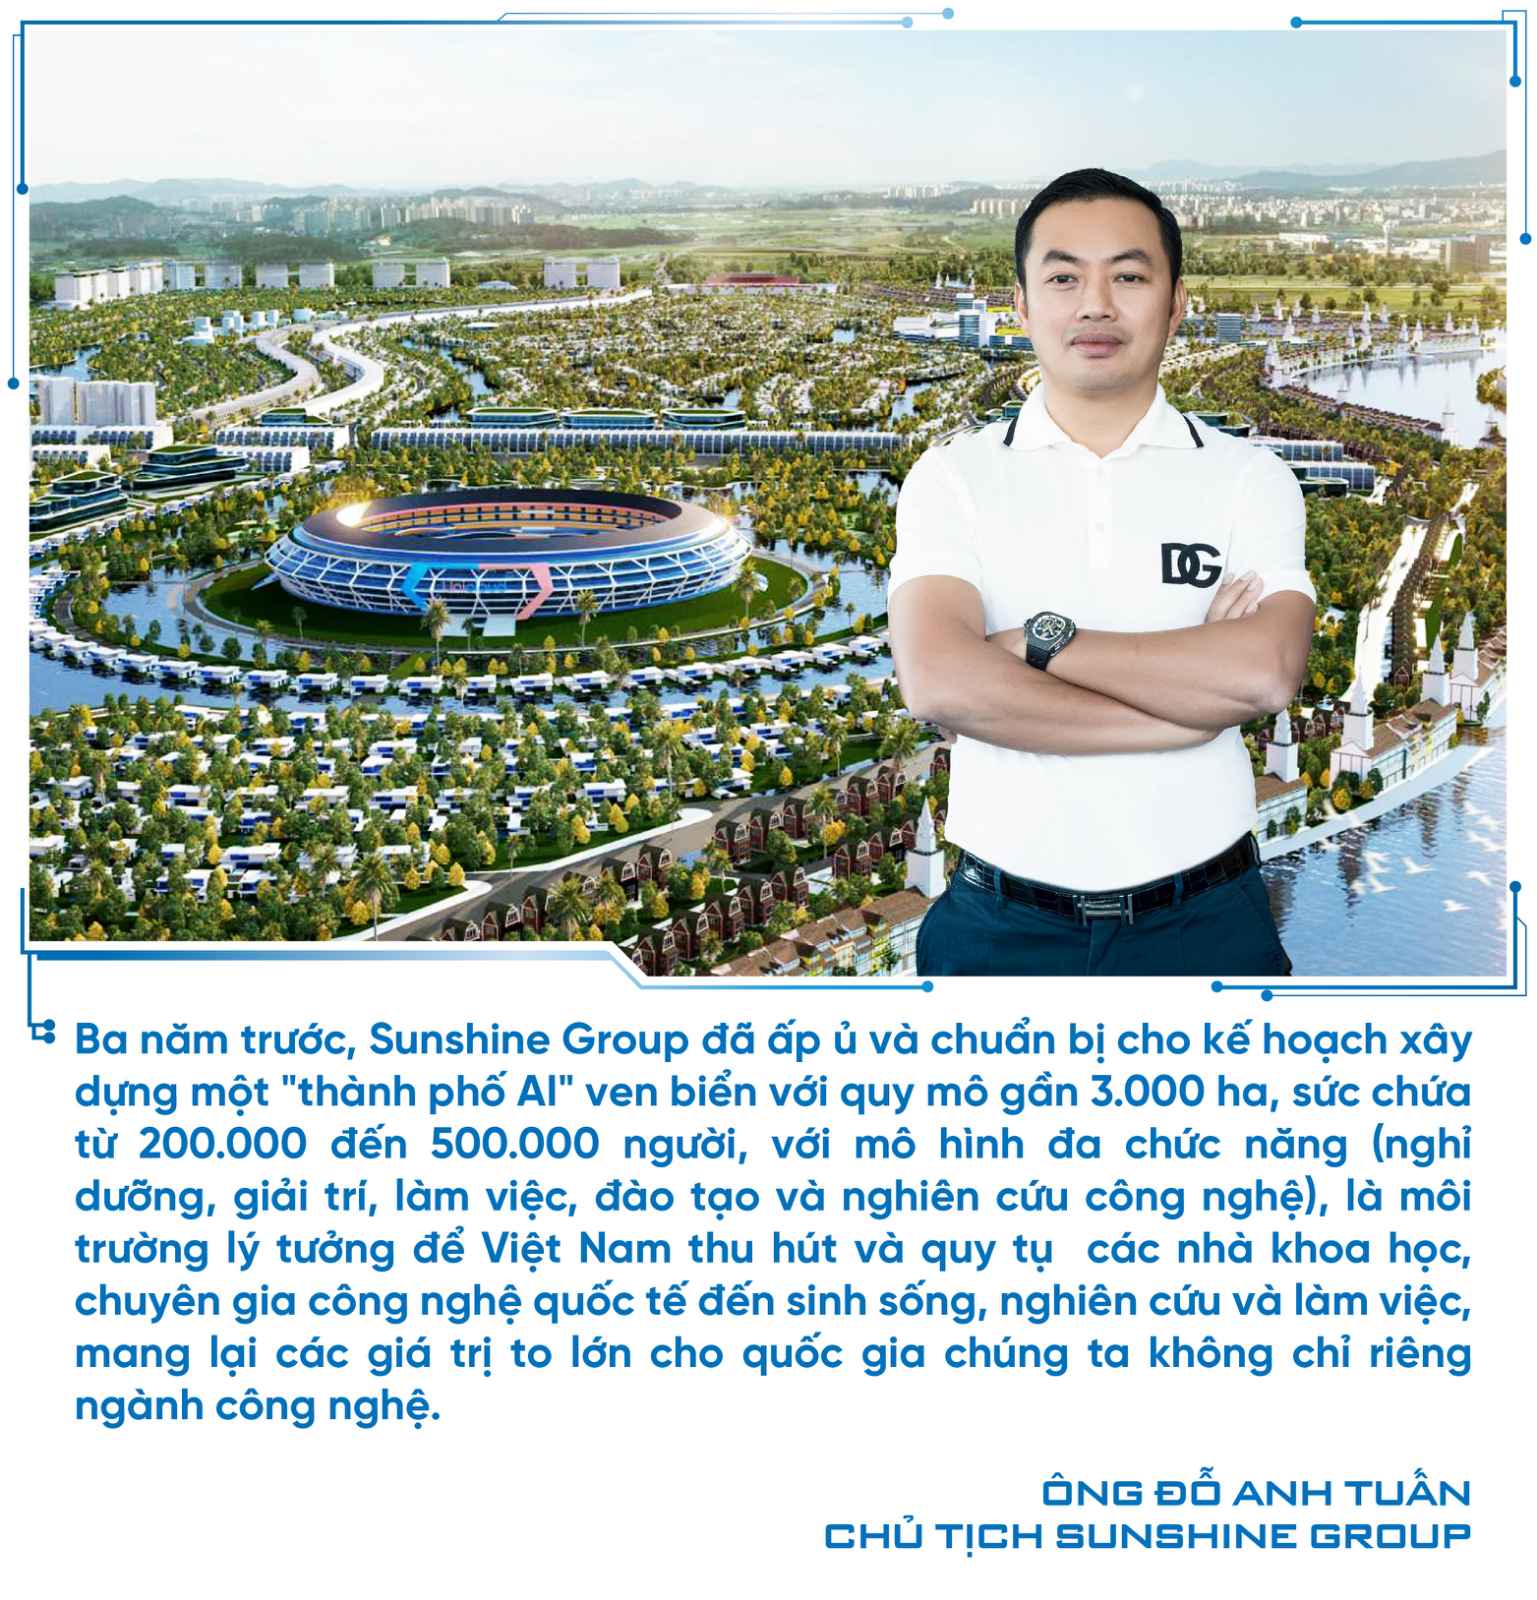 DG
Ba năm trước, Sunshine Group đã ấp ủ và chuẩn bị cho kế hoạch xây
dựng một "thành phố AI" ven biển với quy mô gần 3.000 ha, sức chứa
từ 200.000 đến 500.000 người, với mô hình đa chức năng (nghỉ
dưỡng, giải trí, làm việc, đào tạo và nghiên cứu công nghệ), là môi
trường lý tưởng để Việt Nam thu hút và quy tụ các nhà khoa học,
chuyên gia công nghệ quốc tế đến sinh sống, nghiên cứu và làm việc,
mang lại các giá trị to lớn cho quốc gia chúng ta không chỉ riêng
ngành công nghệ.
ÔNG ĐỖ ANH TUẤN
CHỦ TỊCH SUNSHINE GROUP